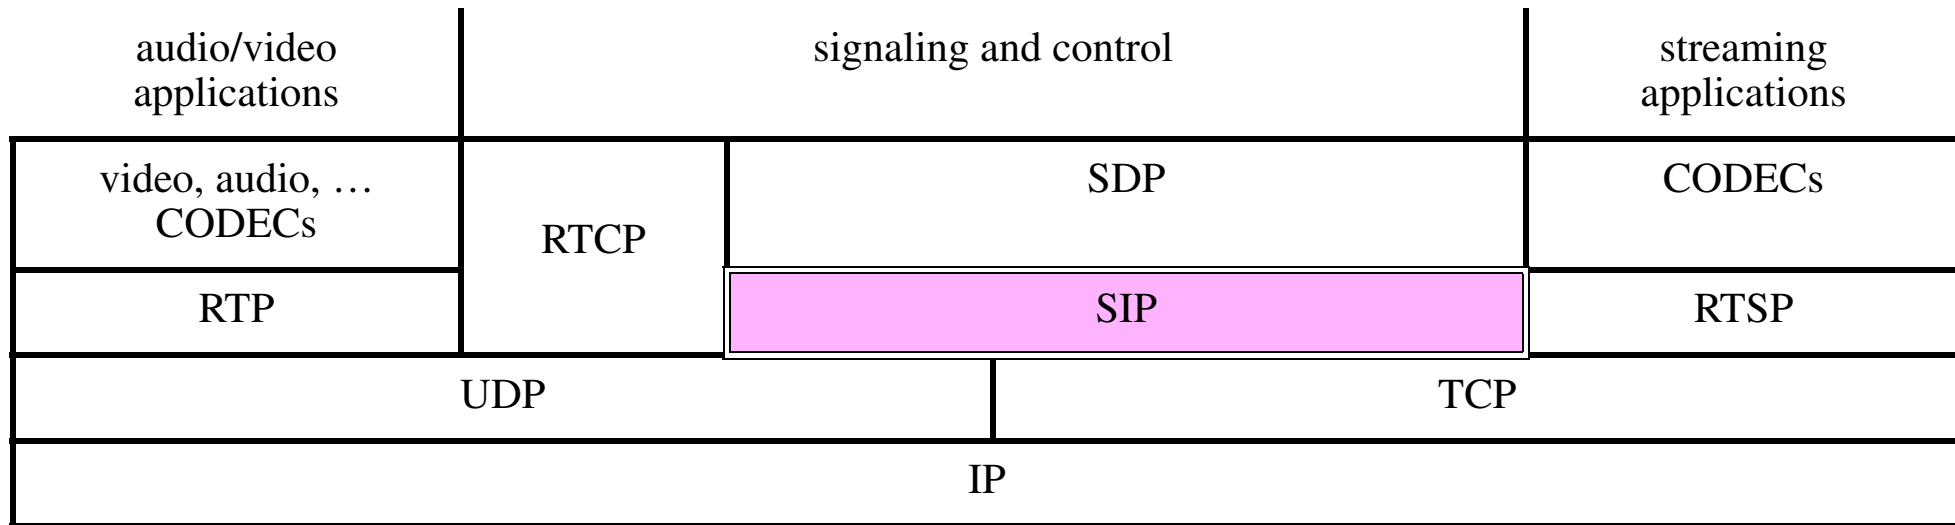 audio/video
applications
signaling and control
streaming
applications
video, audio, …
CODECs
RTCP
SDP
CODECs
RTP
SIP
RTSP
UDP
TCP
IP